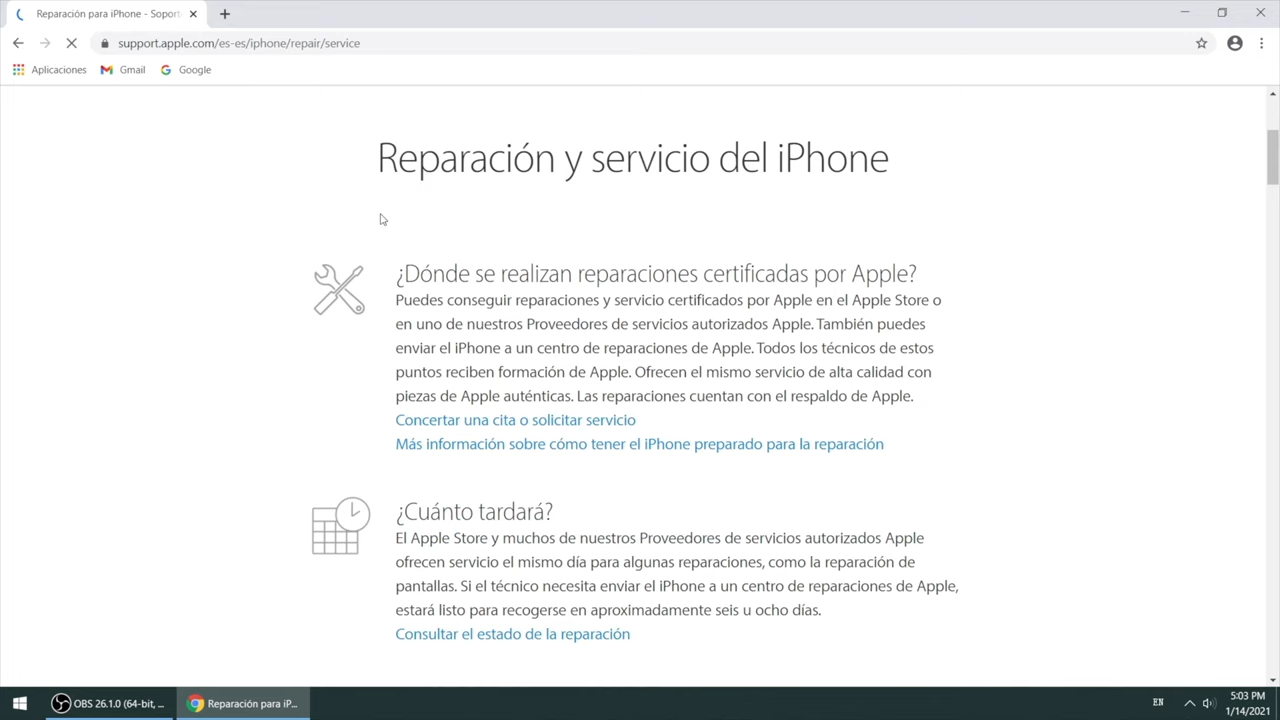 Reparación para iPhone - Soport
support.apple.com/es-es/iphone/repair/service
Aplicaciones Gmail Google
Reparación y servicio del iPhone
¿Dónde se realizan reparaciones certificadas por Apple?
Puedes conseguir reparaciones y servicio certificados por Apple en el Apple Store o
en uno de nuestros Proveedores de servicios autorizados Apple. También puedes
enviar el iPhone a un centro de reparaciones de Apple. Todos los técnicos de estos
puntos reciben formación de Apple. Ofrecen el mismo servicio de alta calidad con
piezas de Apple auténticas. Las reparaciones cuentan con el respaldo de Apple.
Concertar una cita o solicitar servicio
Más información sobre cómo tener el iPhone preparado para la reparación
¿Cuánto tardará?
El Apple Store y muchos de nuestros Proveedores de servicios autorizados Apple
ofrecen servicio el mismo día para algunas reparaciones, como la reparación de
pantallas. Si el técnico necesita enviar el iPhone a un centro de reparaciones de Apple,
estará listo para recogerse en aproximadamente seis u ocho días.
Consultar el estado de la reparación
OBS 26.1.0 (64-bit, ... Reparación para iP... EN 5:03 PM
1/14/2021